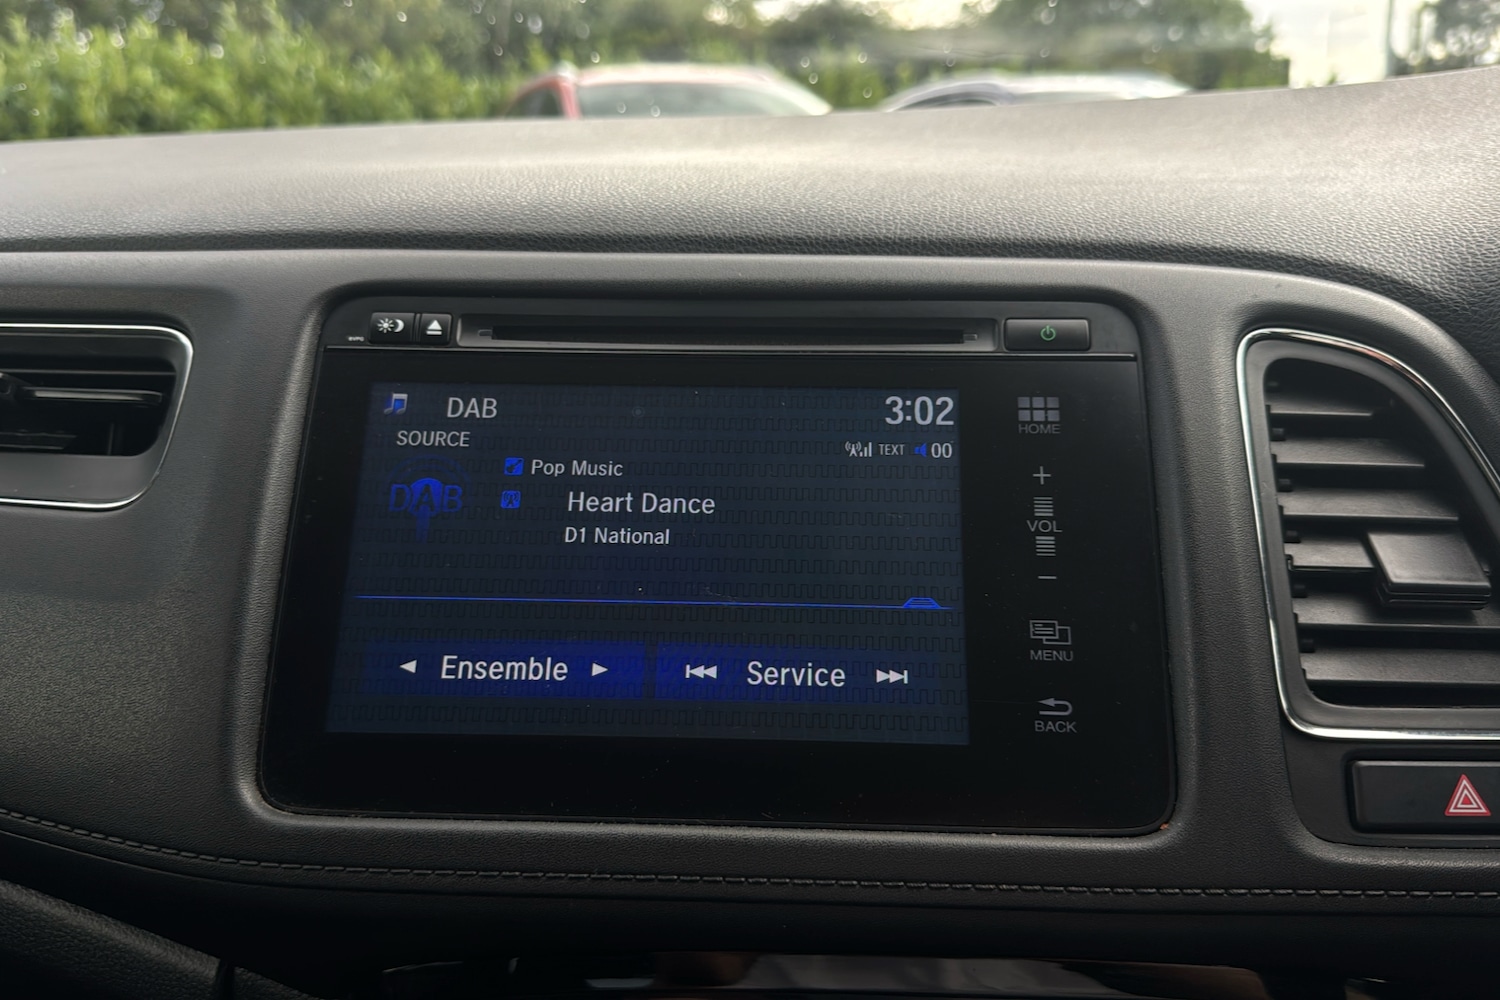 DAB
3:02
SOURCE
TEXT 00
Pop Music
DAB
Heart Dance
D1 National
Ensemble
Service
HOME
+
VOL
−
MENU
BACK